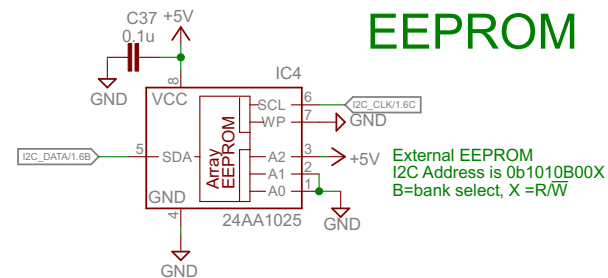 EEPROM
C37
0.1u
+5V
GND
IC4
8
VCC
SCL
6
I2C_CLK/1.6C
WP
7
GND
I2C_DATA/1.6B
5
SDA
Array
EEPROM
A2
3
+5V
A1
2
A0
1
GND
4
24AA1025
GND
GND
External EEPROM
I2C Address is 0b1010B00X
B=bank select, X =R/W̅